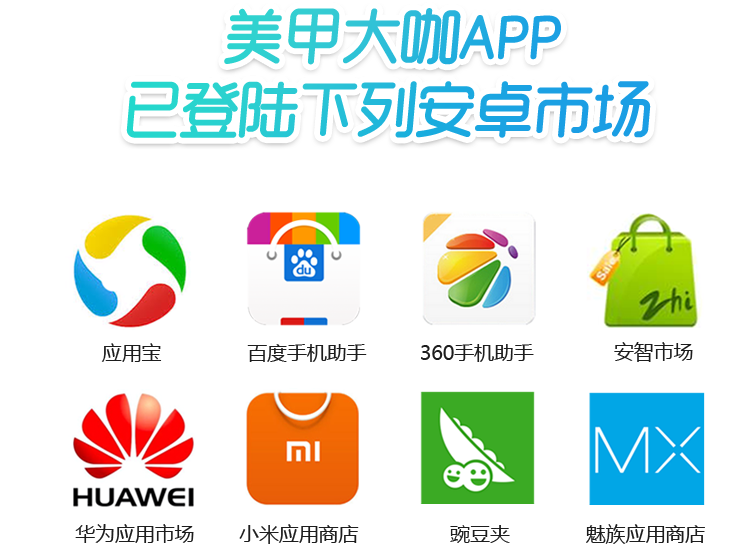 美甲大咖APP
已登陆下列安卓市场
du
Sale
zhi
应用宝
百度手机助手
360手机助手
安智市场
HUAWEI
mi
MX
华为应用市场
小米应用商店
豌豆夹
魅族应用商店